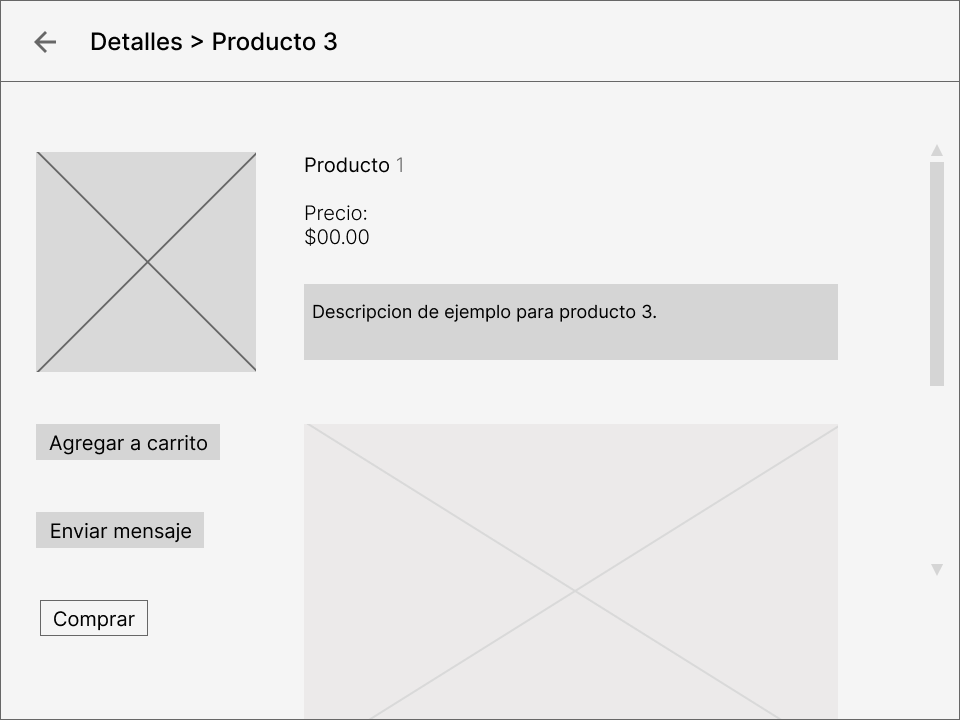 Detalles > Producto 3
Producto 1
Precio:
$00.00
Descripcion de ejemplo para producto 3.
Agregar a carrito
Enviar mensaje
Comprar